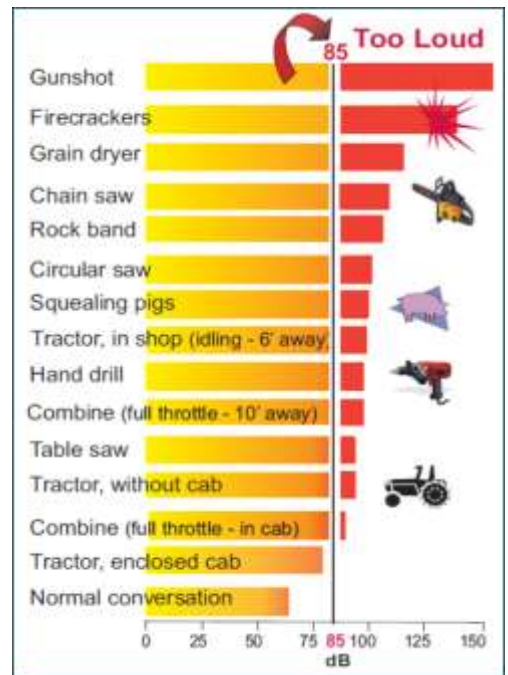 85 Too Loud
Gunshot
Firecrackers
Grain dryer
Chain saw
Rock band
Circular saw
Squealing pigs
Tractor, in shop (idling - 6' away)
Hand drill
Combine (full throttle - 10' away)
Table saw
Tractor, without cab
Combine (full throttle - in cab)
Tractor, enclosed cab
Normal conversation
0 25 50 75 85 100 125 150
dB